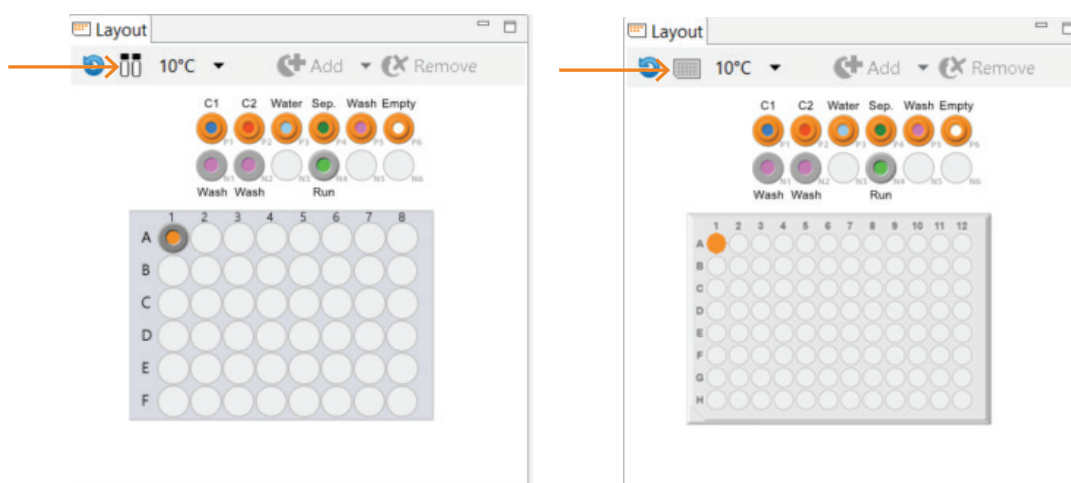 Layout
10°C Add Remove
C1 C2 Water Sep. Wash Empty
P1 P2 P3 P4 P5 P6
N1 N2 N3 N4 N5 N6
Wash Wash Run
1 2 3 4 5 6 7 8
A
B
C
D
E
F
Layout
10°C Add Remove
C1 C2 Water Sep. Wash Empty
P1 P2 P3 P4 P5 P6
N1 N2 N3 N4 N5 N6
Wash Wash Run
1 2 3 4 5 6 7 8 9 10 11 12
A
B
C
D
E
F
G
H